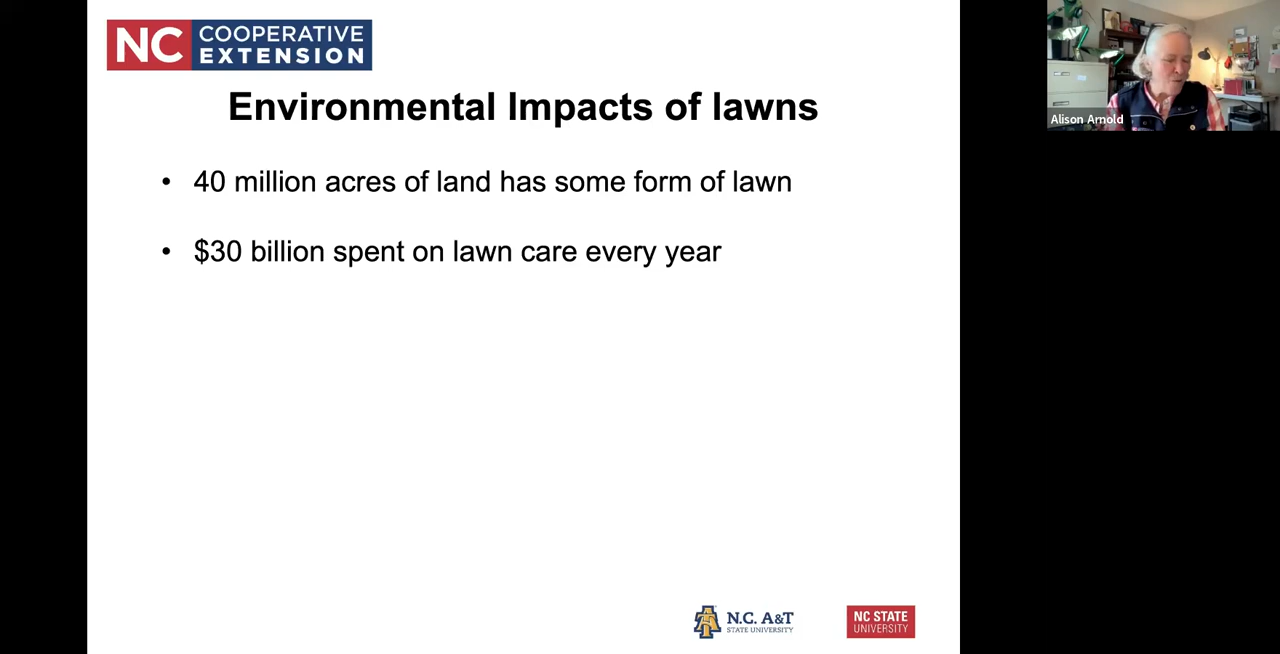 NC COOPERATIVE
EXTENSION
Alison Arnold
Environmental Impacts of lawns
• 40 million acres of land has some form of lawn
• $30 billion spent on lawn care every year
N.C. A&T
STATE UNIVERSITY
NC STATE
UNIVERSITY